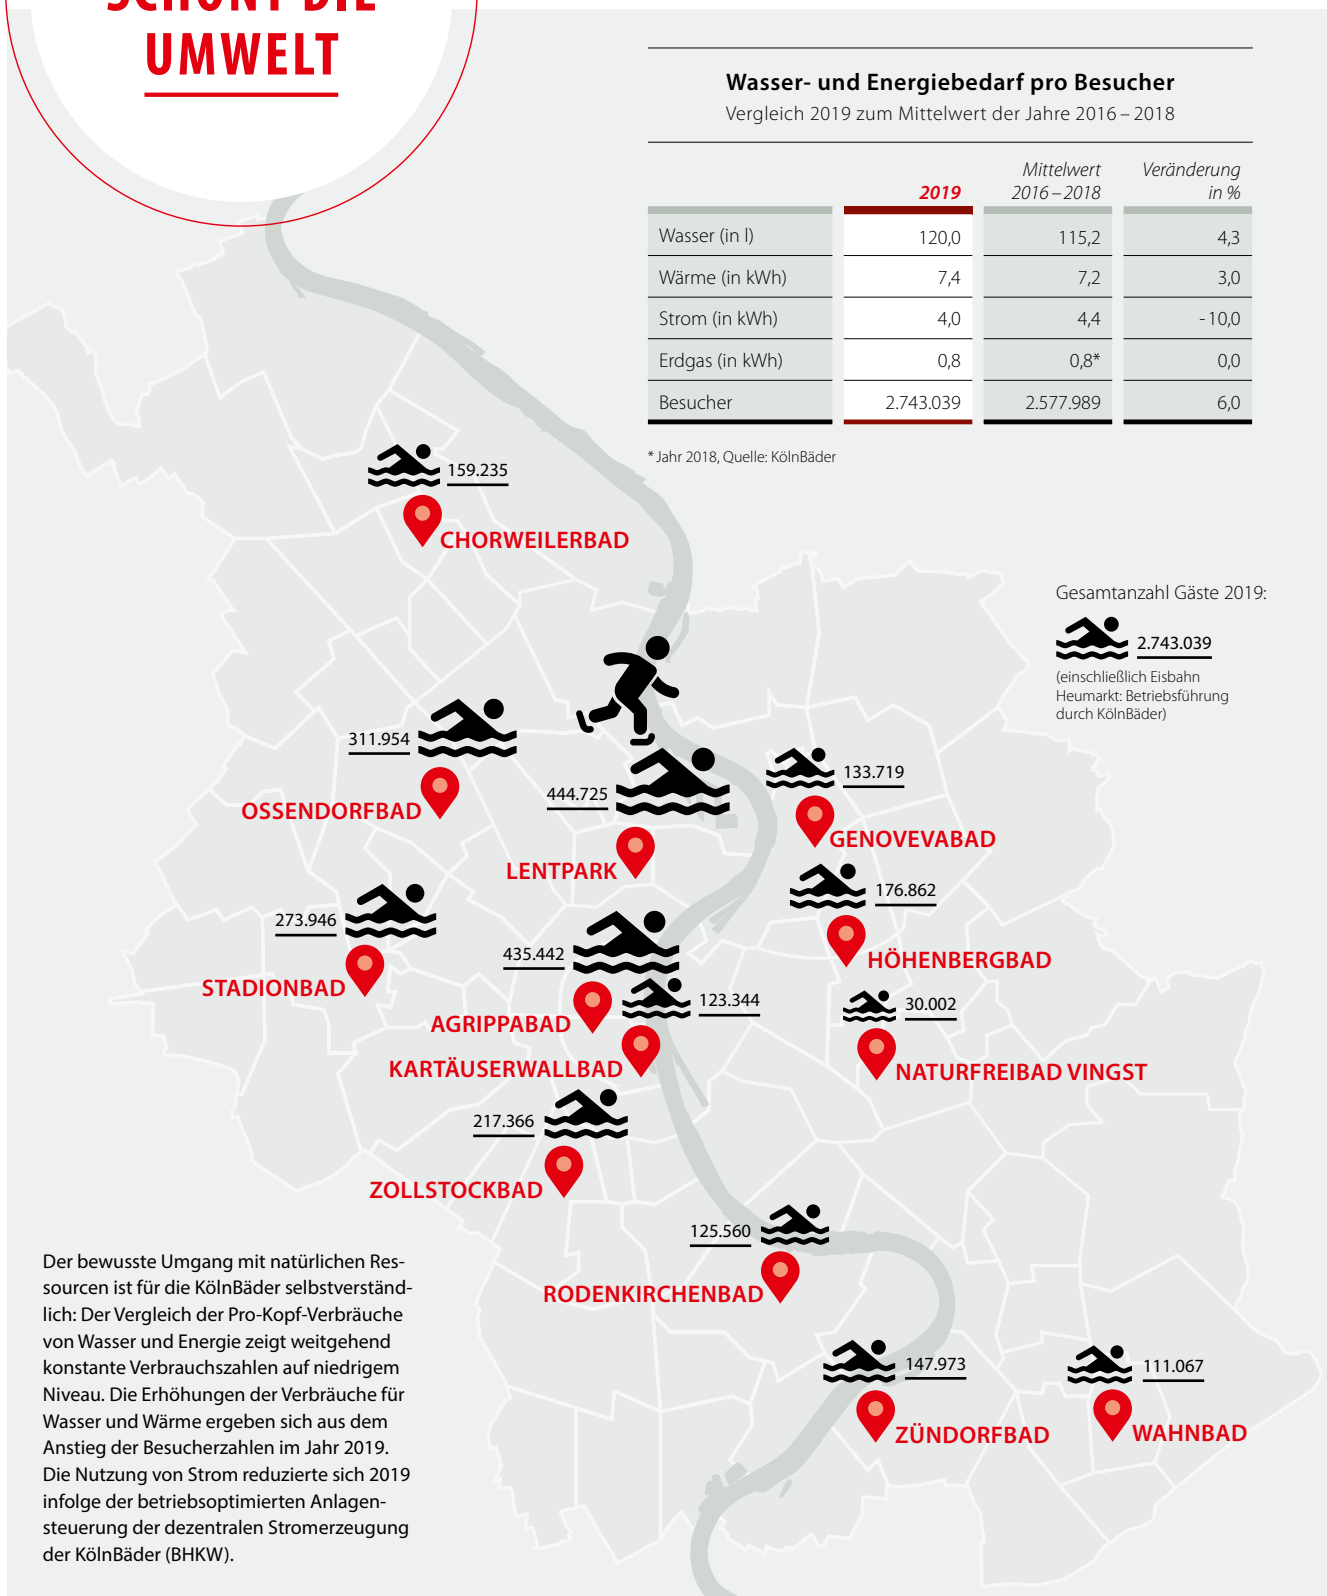 SCHONT DIE
UMWELT
Wasser- und Energiebedarf pro Besucher
Vergleich 2019 zum Mittelwert der Jahre 2016 – 2018
2019 Mittelwert 2016 – 2018 Veränderung in %
Wasser (in l) 120,0 115,2 4,3
Wärme (in kWh) 7,4 7,2 3,0
Strom (in kWh) 4,0 4,4 - 10,0
Erdgas (in kWh) 0,8 0,8* 0,0
Besucher 2.743.039 2.577.989 6,0
* Jahr 2018, Quelle: KölnBäder
159.235
CHORWEILERBAD
Gesamtanzahl Gäste 2019:
2.743.039
(einschließlich Eisbahn
Heumarkt: Betriebsführung
durch KölnBäder)
311.954
OSSENDORFBAD
444.725
LENTPARK
133.719
GENOVEVABAD
176.862
HÖHENBERGBAD
273.946
STADIONBAD
435.442
AGRIPPABAD
123.344
KARTÄUSERWALLBAD
30.002
NATURFREIBAD VINGST
217.366
ZOLLSTOCKBAD
125.560
RODENKIRCHENBAD
147.973
ZÜNDORFBAD
111.067
WAHNBAD
Der bewusste Umgang mit natürlichen Res-
sourcen ist für die KölnBäder selbstverständ-
lich: Der Vergleich der Pro-Kopf-Verbräuche
von Wasser und Energie zeigt weitgehend
konstante Verbrauchszahlen auf niedrigem
Niveau. Die Erhöhungen der Verbräuche für
Wasser und Wärme ergeben sich aus dem
Anstieg der Besucherzahlen im Jahr 2019.
Die Nutzung von Strom reduzierte sich 2019
infolge der betriebsoptimierten Anlagen-
steuerung der dezentralen Stromerzeugung
der KölnBäder (BHKW).